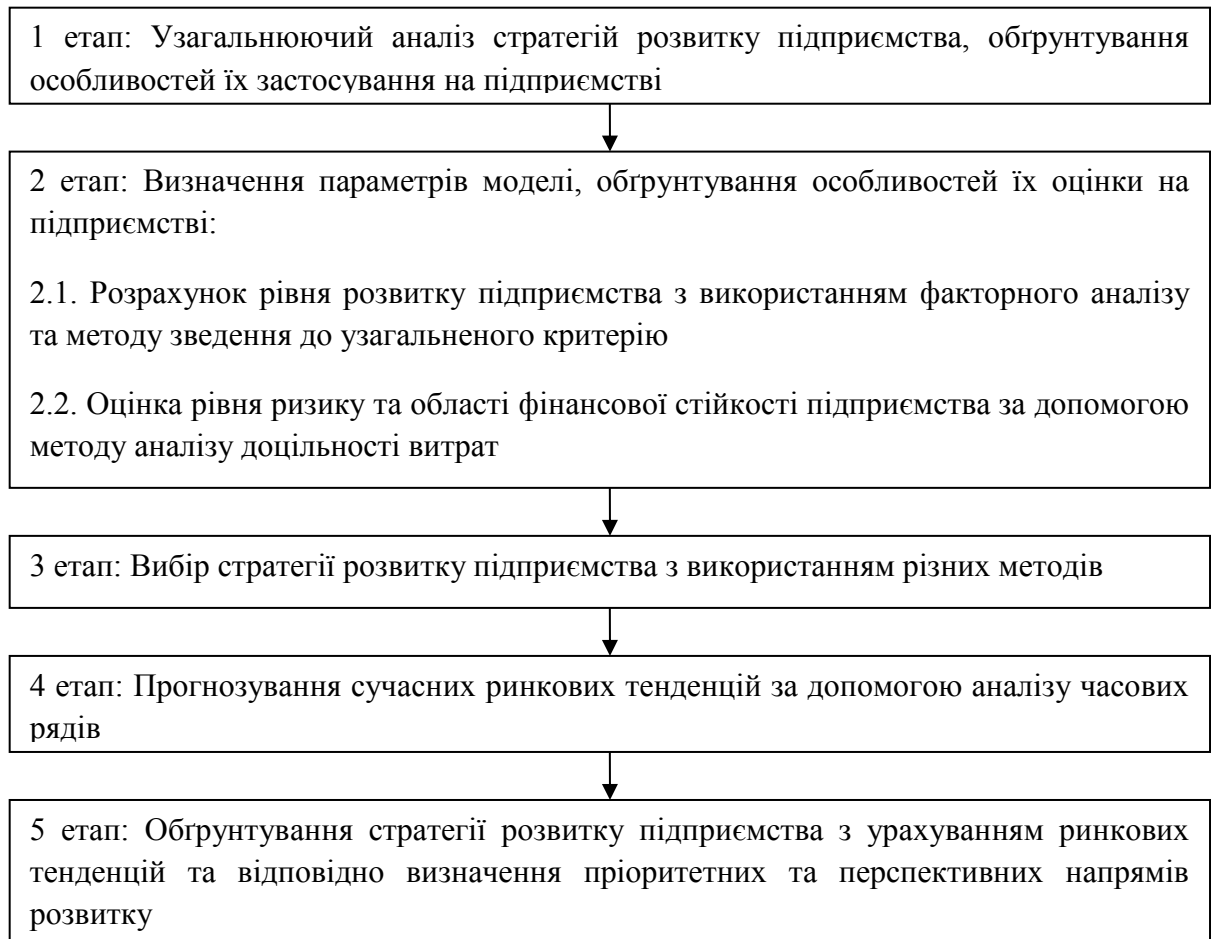 1 етап: Узагальнюючий аналіз стратегій розвитку підприємства, обґрунтування
особливостей їх застосування на підприємстві
2 етап: Визначення параметрів моделі, обґрунтування особливостей їх оцінки на
підприємстві:
2.1. Розрахунок рівня розвитку підприємства з використанням факторного аналізу
та методу зведення до узагальненого критерію
2.2. Оцінка рівня ризику та області фінансової стійкості підприємства за допомогою
методу аналізу доцільності витрат
3 етап: Вибір стратегії розвитку підприємства з використанням різних методів
4 етап: Прогнозування сучасних ринкових тенденцій за допомогою аналізу часових
рядів
5 етап: Обґрунтування стратегії розвитку підприємства з урахуванням ринкових
тенденцій та відповідно визначення пріоритетних та перспективних напрямів
розвитку